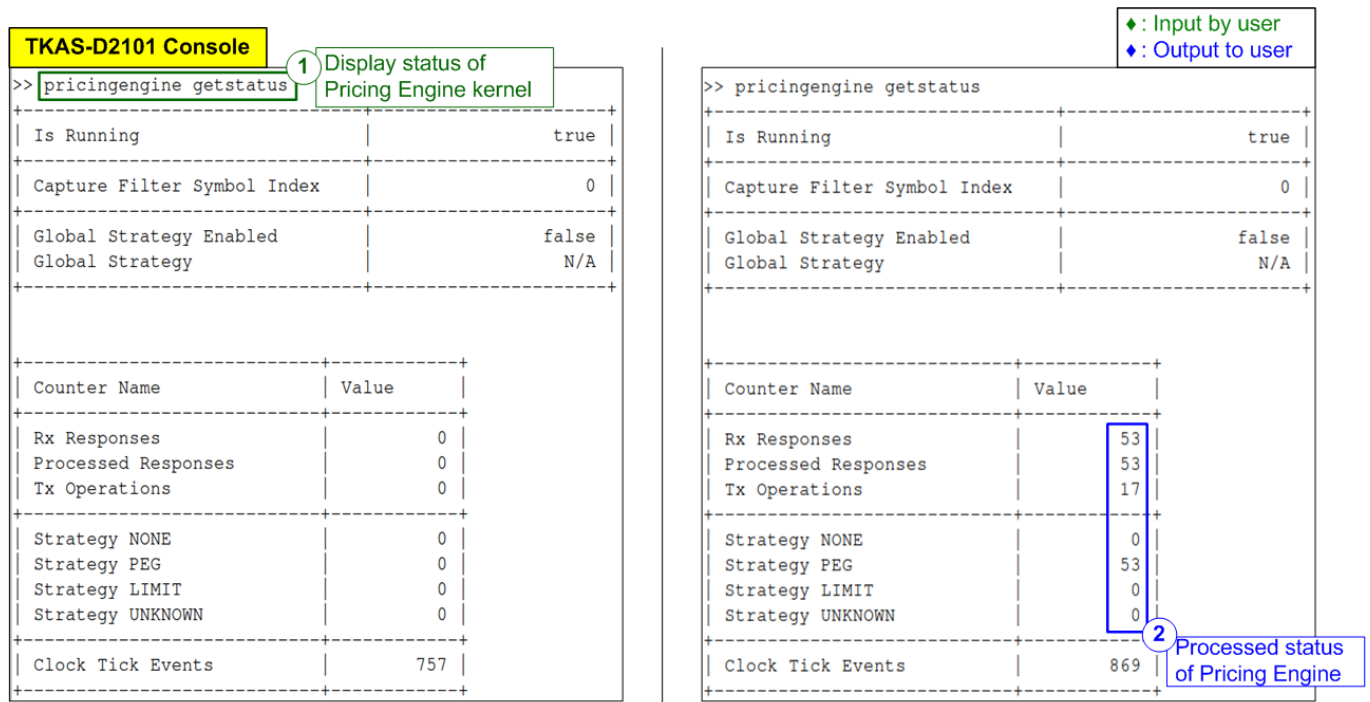 ♦ : Input by user
♦ : Output to user
TKAS-D2101 Console
1 Display status of
Pricing Engine kernel
>> pricingengine getstatus
+---------------------------------+----------------------+
| Is Running | true |
+---------------------------------+----------------------+
| Capture Filter Symbol Index | 0 |
+---------------------------------+----------------------+
| Global Strategy Enabled | false |
| Global Strategy | N/A |
+---------------------------------+----------------------+
+-----------------------------+------------+
| Counter Name | Value |
+-----------------------------+------------+
| Rx Responses | 0 |
| Processed Responses | 0 |
| Tx Operations | 0 |
+-----------------------------+------------+
| Strategy NONE | 0 |
| Strategy PEG | 0 |
| Strategy LIMIT | 0 |
| Strategy UNKNOWN | 0 |
+-----------------------------+------------+
| Clock Tick Events | 757 |
+-----------------------------+------------+
>> pricingengine getstatus
+---------------------------------+----------------------+
| Is Running | true |
+---------------------------------+----------------------+
| Capture Filter Symbol Index | 0 |
+---------------------------------+----------------------+
| Global Strategy Enabled | false |
| Global Strategy | N/A |
+---------------------------------+----------------------+
+-----------------------------+------------+
| Counter Name | Value |
+-----------------------------+------------+
| Rx Responses | 53 |
| Processed Responses | 53 |
| Tx Operations | 17 |
+-----------------------------+------------+
| Strategy NONE | 0 |
| Strategy PEG | 53 |
| Strategy LIMIT | 0 |
| Strategy UNKNOWN | 0 |
+-----------------------------+------------+
| Clock Tick Events | 869 |
+-----------------------------+------------+
2 Processed status
of Pricing Engine